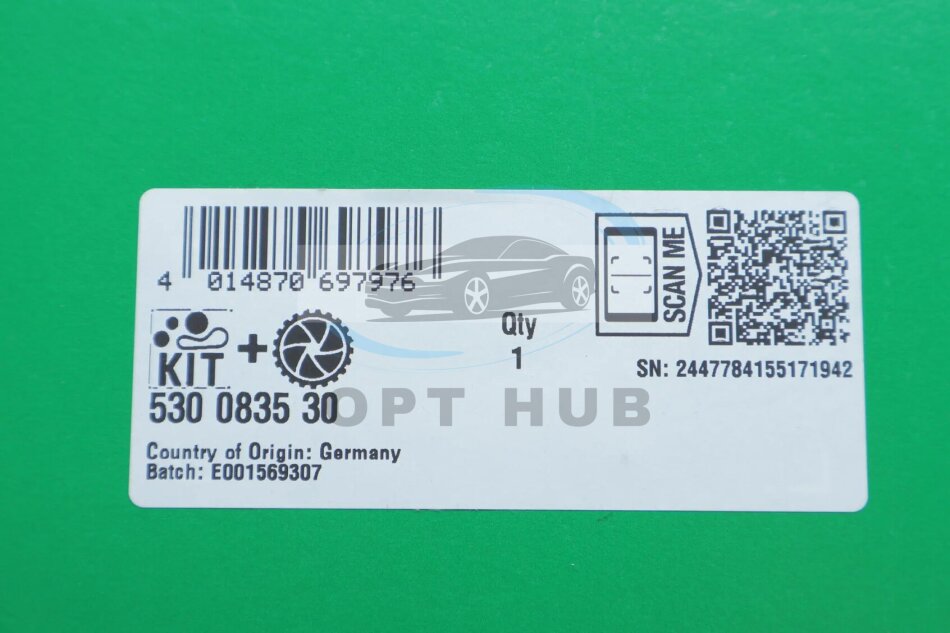 4 014870 697976
SCAN ME
Qty
1
KIT +
SN: 2447784155171942
530 0835 30
OPT HUB
Country of Origin: Germany
Batch: E001569307